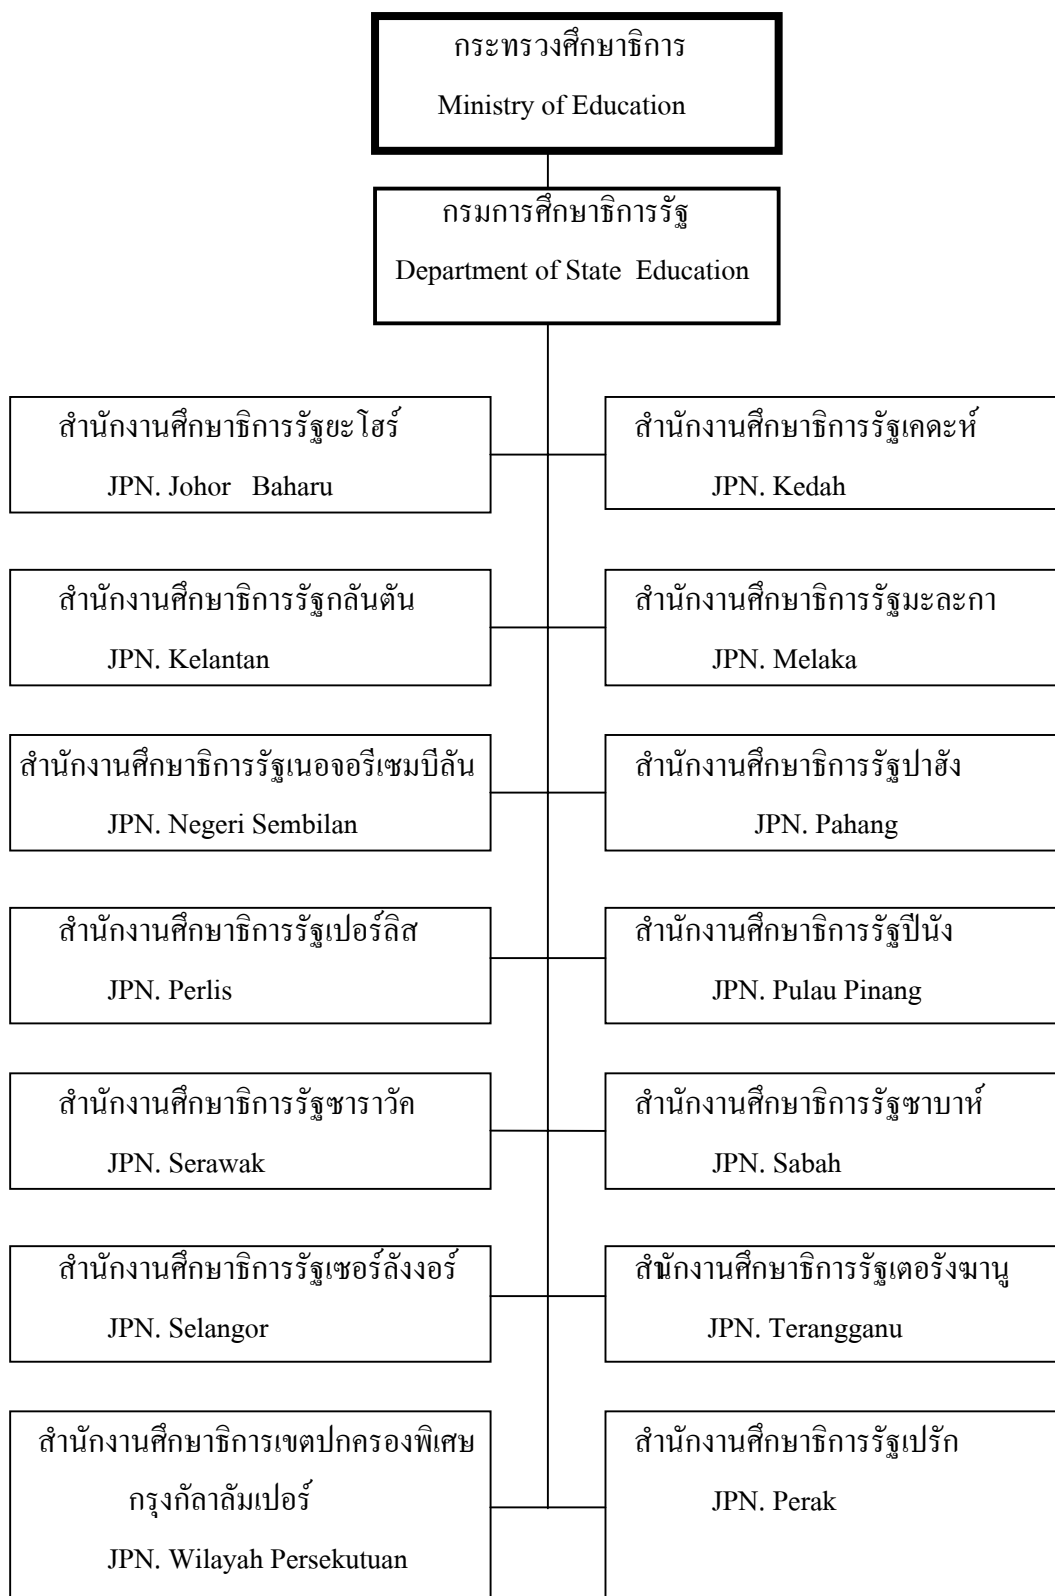 กระทรวงศึกษาธิการ
Ministry of Education
กรมการศึกษาธิการรัฐ
Department of State Education
สำนักงานศึกษาธิการรัฐยะโฮร์
JPN. Johor Baharu
สำนักงานศึกษาธิการรัฐเคดะห์
JPN. Kedah
สำนักงานศึกษาธิการรัฐกลันตัน
JPN. Kelantan
สำนักงานศึกษาธิการรัฐมะละกา
JPN. Melaka
สำนักงานศึกษาธิการรัฐเนอจอรีเซมบีลัน
JPN. Negeri Sembilan
สำนักงานศึกษาธิการรัฐปาฮัง
JPN. Pahang
สำนักงานศึกษาธิการรัฐเปอร์ลิส
JPN. Perlis
สำนักงานศึกษาธิการรัฐปีนัง
JPN. Pulau Pinang
สำนักงานศึกษาธิการรัฐซาราวัค
JPN. Serawak
สำนักงานศึกษาธิการรัฐซาบาห์
JPN. Sabah
สำนักงานศึกษาธิการรัฐเซอร์ลังงอร์
JPN. Selangor
สำนักงานศึกษาธิการรัฐเตอรังฆานู
JPN. Terangganu
สำนักงานศึกษาธิการเขตปกครองพิเศษ
กรุงกัลาลัมเปอร์
JPN. Wilayah Persekutuan
สำนักงานศึกษาธิการรัฐเปรัก
JPN. Perak